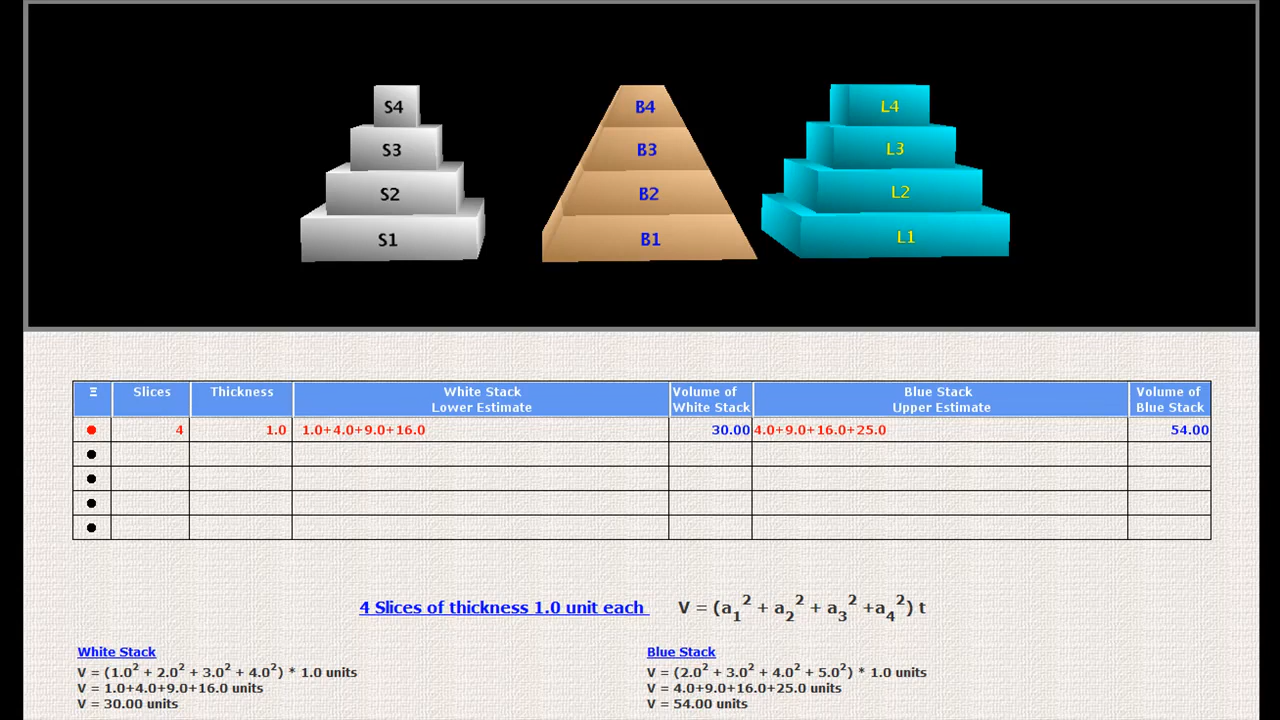 S4 B4 L4
S3 B3 L3
S2 B2 L2
S1 B1 L1
Ξ Slices Thickness White Stack Lower Estimate Volume of White Stack Blue Stack Upper Estimate Volume of Blue Stack
4 1.0 1.0+4.0+9.0+16.0 30.00 4.0+9.0+16.0+25.0 54.00
4 Slices of thickness 1.0 unit each V = (a₁² + a₂² + a₃² +a₄²) t
White Stack
V = (1.0² + 2.0² + 3.0² + 4.0²) * 1.0 units
V = 1.0+4.0+9.0+16.0 units
V = 30.00 units
Blue Stack
V = (2.0² + 3.0² + 4.0² + 5.0²) * 1.0 units
V = 4.0+9.0+16.0+25.0 units
V = 54.00 units